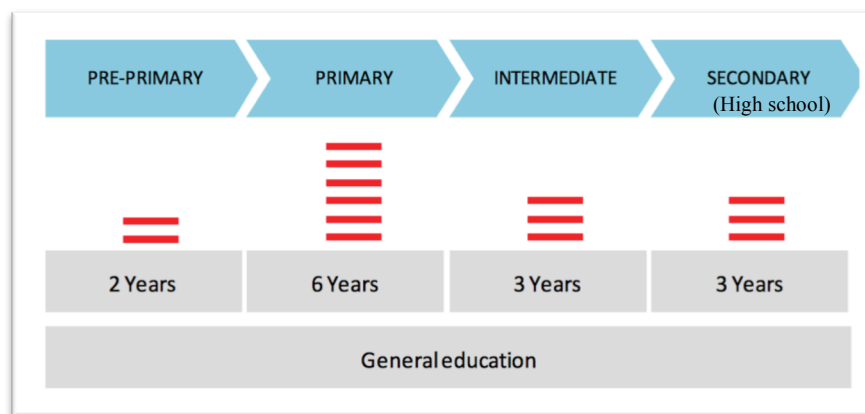 PRE-PRIMARY
PRIMARY
INTERMEDIATE
SECONDARY
(High school)
2 Years
6 Years
3 Years
3 Years
General education